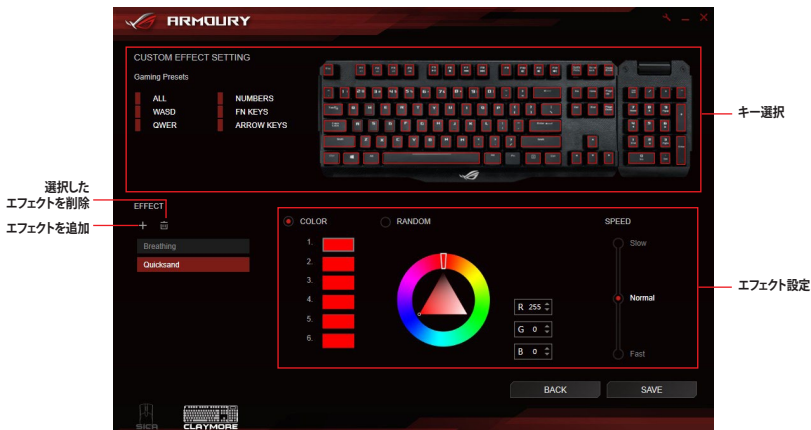 ARMOURY
CUSTOM EFFECT SETTING
Gaming Presets
ALL
NUMBERS
WASD
FN KEYS
QWER
ARROW KEYS
キー選択
選択した
エフェクトを削除
エフェクトを追加
EFFECT
Breathing
Quicksand
COLOR
RANDOM
SPEED
1.
2.
3.
4.
5.
6.
R 255
G 0
B 0
Slow
Normal
Fast
エフェクト設定
BACK
SAVE
SICA
CLAYMORE